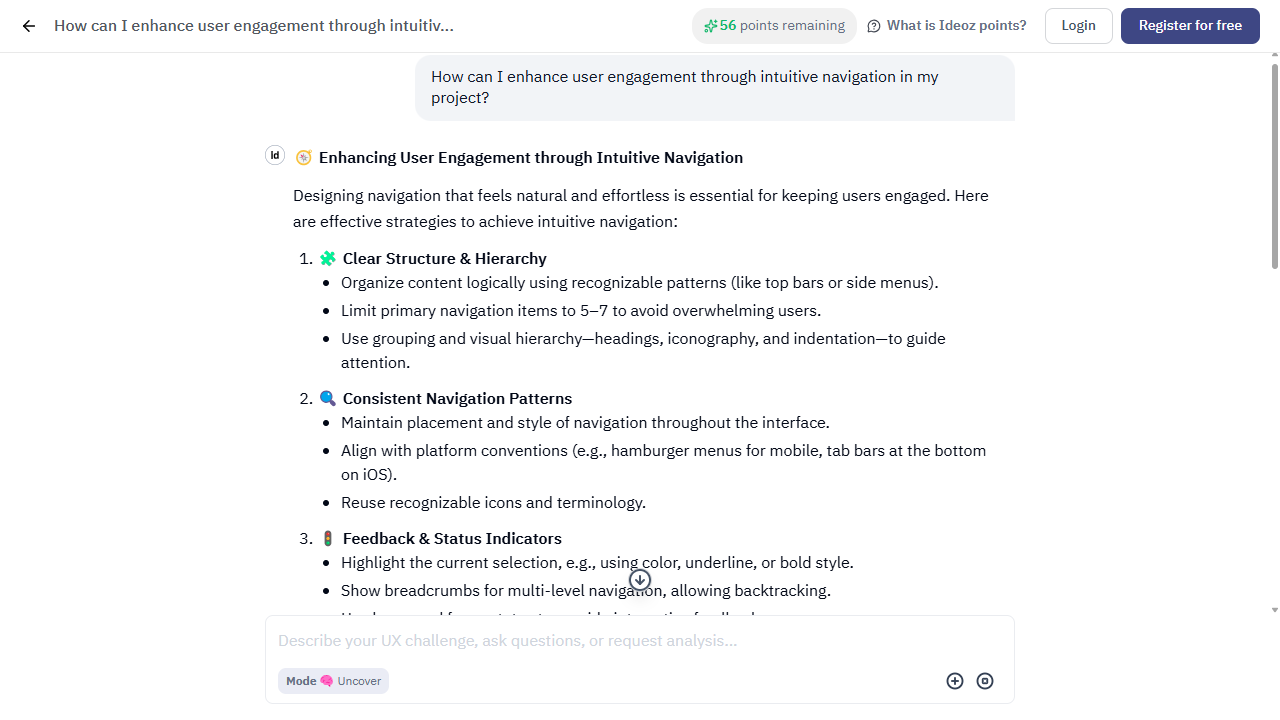 How can I enhance user engagement through intuitiv...
56 points remaining
What is Ideoz points?
Login
Register for free
How can I enhance user engagement through intuitive navigation in my
project?
Id
Enhancing User Engagement through Intuitive Navigation
Designing navigation that feels natural and effortless is essential for keeping users engaged. Here
are effective strategies to achieve intuitive navigation:
1. Clear Structure & Hierarchy
• Organize content logically using recognizable patterns (like top bars or side menus).
• Limit primary navigation items to 5–7 to avoid overwhelming users.
• Use grouping and visual hierarchy—headings, iconography, and indentation—to guide
attention.
2. Consistent Navigation Patterns
• Maintain placement and style of navigation throughout the interface.
• Align with platform conventions (e.g., hamburger menus for mobile, tab bars at the bottom
on iOS).
• Reuse recognizable icons and terminology.
3. Feedback & Status Indicators
• Highlight the current selection, e.g., using color, underline, or bold style.
• Show breadcrumbs for multi-level navigation, allowing backtracking.
Describe your UX challenge, ask questions, or request analysis...
Mode Uncover